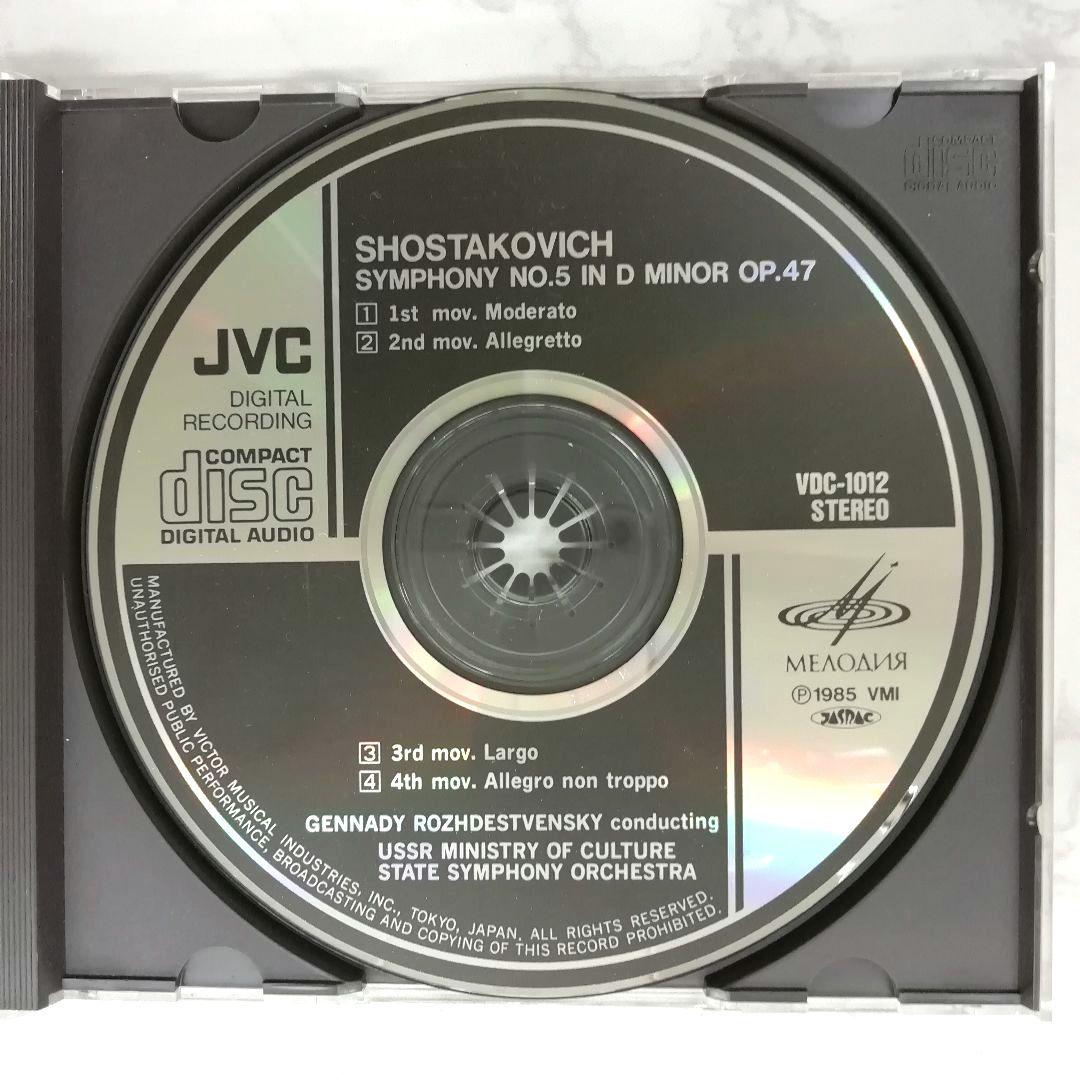 COMPACT
disc
DIGITAL AUDIO
SHOSTAKOVICH
SYMPHONY NO.5 IN D MINOR OP.47
1 1st mov. Moderato
2 2nd mov. Allegretto
JVC
DIGITAL
RECORDING
COMPACT
disc
DIGITAL AUDIO
VDC-1012
STEREO
МЕЛОДИЯ
Ⓟ1985 VMI
JASRAC
3 3rd mov. Largo
4 4th mov. Allegro non troppo
GENNADY ROZHDESTVENSKY conducting
USSR MINISTRY OF CULTURE
STATE SYMPHONY ORCHESTRA
MANUFACTURED BY VICTOR MUSICAL INDUSTRIES, INC., TOKYO, JAPAN. ALL RIGHTS RESERVED.
UNAUTHORISED PUBLIC PERFORMANCE, BROADCASTING AND COPYING OF THIS RECORD PROHIBITED.